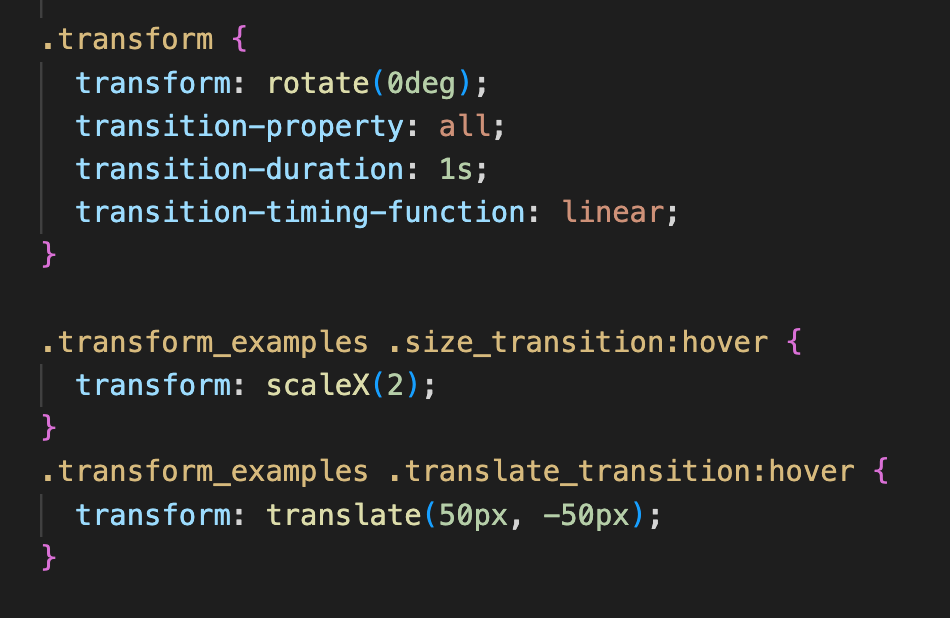 .transform {
  transform: rotate(0deg);
  transition-property: all;
  transition-duration: 1s;
  transition-timing-function: linear;
}

.transform_examples .size_transition:hover {
  transform: scaleX(2);
}
.transform_examples .translate_transition:hover {
  transform: translate(50px, -50px);
}